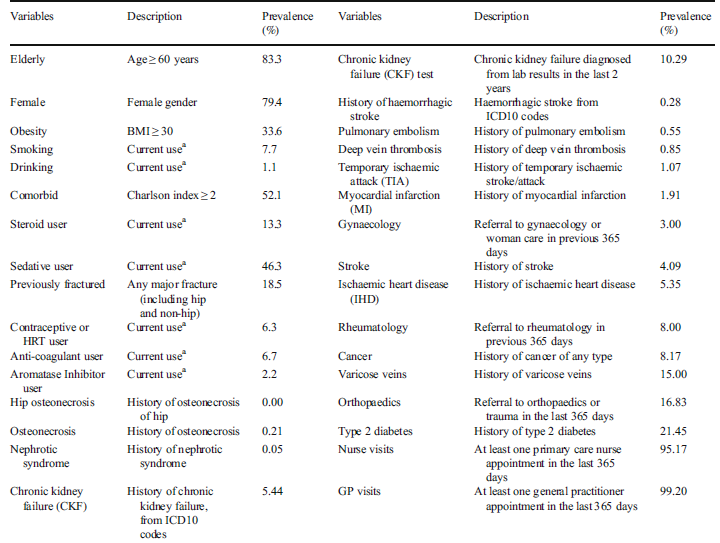 Variables Description Prevalence (%) Variables Description Prevalence (%)
Elderly Age ≥ 60 years 83.3 Chronic kidney failure (CKF) test Chronic kidney failure diagnosed from lab results in the last 2 years 10.29
Female Female gender 79.4 History of haemorrhagic stroke Haemorrhagic stroke from ICD10 codes 0.28
Obesity BMI ≥ 30 33.6 Pulmonary embolism History of pulmonary embolism 0.55
Smoking Current useᵃ 7.7 Deep vein thrombosis History of deep vein thrombosis 0.85
Drinking Current useᵃ 1.1 Temporary ischaemic attack (TIA) History of temporary ischaemic stroke/attack 1.07
Comorbid Charlson index ≥ 2 52.1 Myocardial infarction (MI) History of myocardial infarction 1.91
Steroid user Current useᵃ 13.3 Gynaecology Referral to gynaecology or woman care in previous 365 days 3.00
Sedative user Current useᵃ 46.3 Stroke History of stroke 4.09
Previously fractured Any major fracture (including hip and non-hip) 18.5 Ischaemic heart disease (IHD) History of ischaemic heart disease 5.35
Contraceptive or HRT user Current useᵃ 6.3 Rheumatology Referral to rheumatology in previous 365 days 8.00
Anti-coagulant user Current useᵃ 6.7 Cancer History of cancer of any type 8.17
Aromatase Inhibitor user Current useᵃ 2.2 Varicose veins History of varicose veins 15.00
Hip osteonecrosis History of osteonecrosis of hip 0.00 Orthopaedics Referral to orthopaedics or trauma in the last 365 days 16.83
Osteonecrosis History of osteonecrosis 0.21 Type 2 diabetes History of type 2 diabetes 21.45
Nephrotic syndrome History of nephrotic syndrome 0.05 Nurse visits At least one primary care nurse appointment in the last 365 days 95.17
Chronic kidney failure (CKF) History of chronic kidney failure, from ICD10 codes 5.44 GP visits At least one general practitioner appointment in the last 365 days 99.20